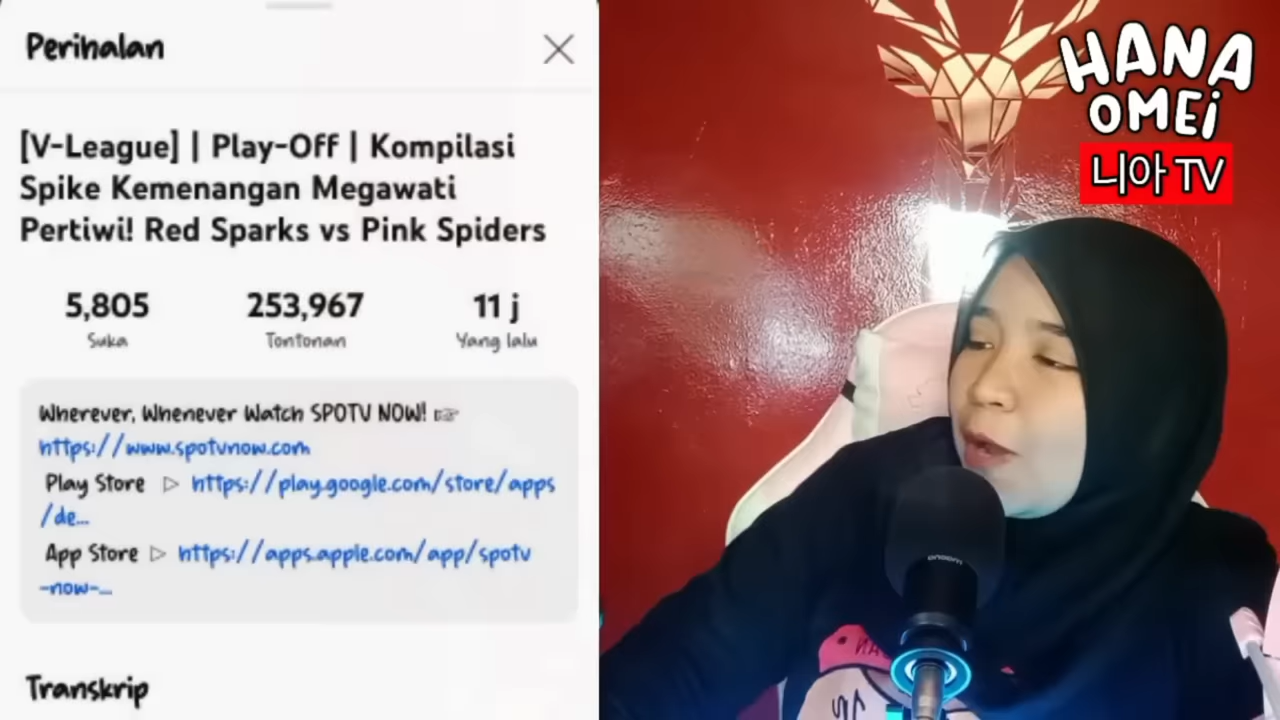 Perihalan
[V-League] | Play-Off | Kompilasi
Spike Kemenangan Megawati
Pertiwi! Red Sparks vs Pink Spiders
5,805
253,967
11 j
Suka
Tontonan
Yang lalu
Wherever, Whenever Watch SPOTV NOW! ☞
https://www.spotvnow.com
Play Store ▷ https://play.google.com/store/apps
/de...
App Store ▷ https://apps.apple.com/app/spotv
-now-...
Transkrip
HANA
OMEi
니아 TV